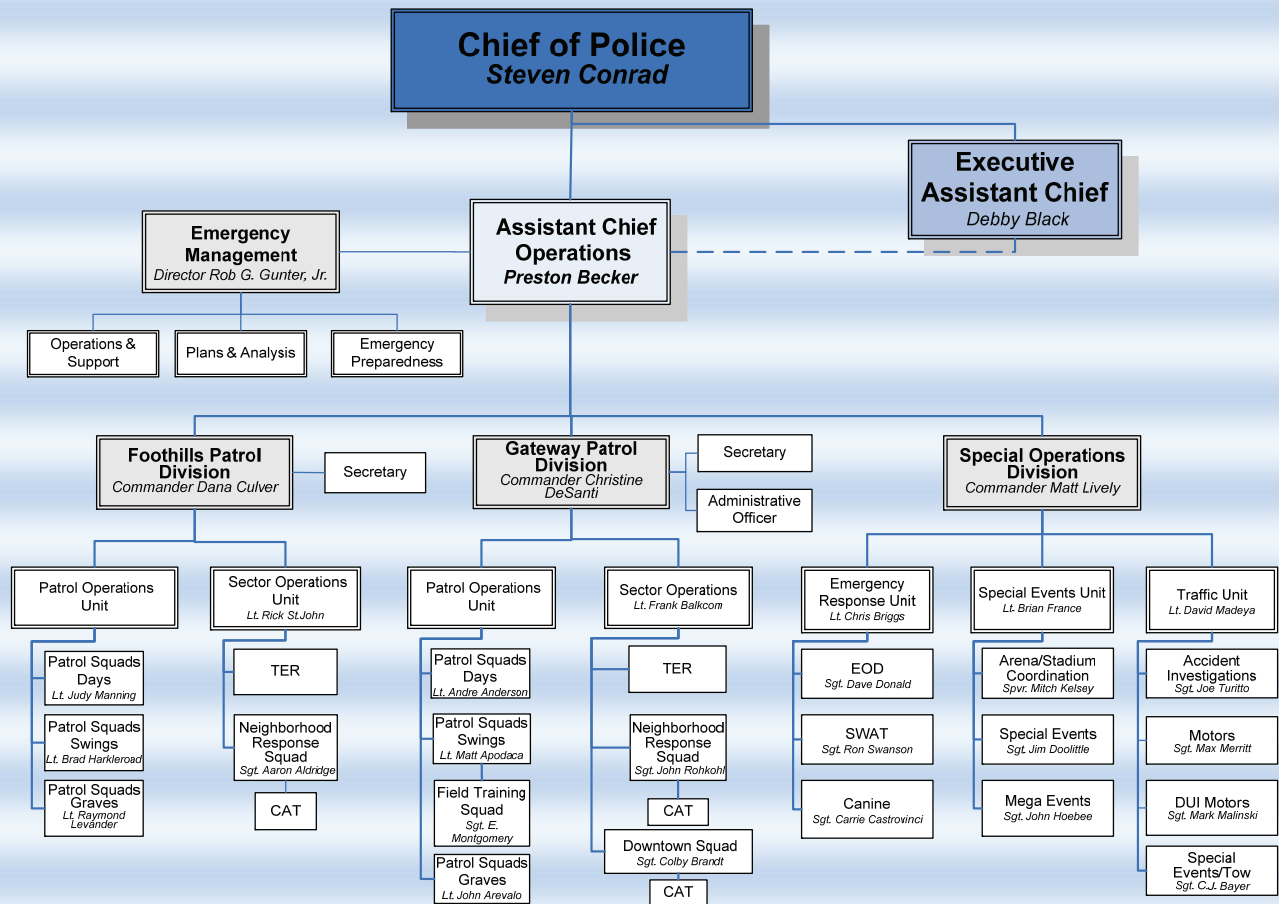 Chief of Police
Steven Conrad
Executive
Assistant Chief
Debby Black
Assistant Chief
Operations
Preston Becker
Emergency
Management
Director Rob G. Gunter, Jr.
Operations &
Support
Plans & Analysis
Emergency
Preparedness
Foothills Patrol
Division
Commander Dana Culver
Secretary
Gateway Patrol
Division
Commander Christine
DeSanti
Secretary
Administrative
Officer
Special Operations
Division
Commander Matt Lively
Patrol Operations
Unit
Sector Operations
Unit
Lt. Rick St.John
Patrol Operations
Unit
Sector Operations
Lt. Frank Balkcom
Emergency
Response Unit
Lt. Chris Briggs
Special Events Unit
Lt. Brian France
Traffic Unit
Lt. David Madeya
Patrol Squads
Days
Lt. Judy Manning
Patrol Squads
Swings
Lt. Brad Harkleroad
Patrol Squads
Graves
Lt. Raymond
Levander
TER
Neighborhood
Response
Squad
Sgt. Aaron Aldridge
CAT
Patrol Squads
Days
Lt. Andre Anderson
Patrol Squads
Swings
Lt. Matt Apodaca
Field Training
Squad
Sgt. E.
Montgomery
Patrol Squads
Graves
Lt. John Arevalo
TER
Neighborhood
Response
Squad
Sgt. John Rohkohl
CAT
Downtown Squad
Sgt. Colby Brandt
CAT
EOD
Sgt. Dave Donald
SWAT
Sgt. Ron Swanson
Canine
Sgt. Carrie Castrovinci
Arena/Stadium
Coordination
Spvr. Mitch Kelsey
Special Events
Sgt. Jim Doolittle
Mega Events
Sgt. John Hoebee
Accident
Investigations
Sgt. Joe Turitto
Motors
Sgt. Max Merritt
DUI Motors
Sgt. Mark Malinski
Special
Events/Tow
Sgt. C.J. Bayer